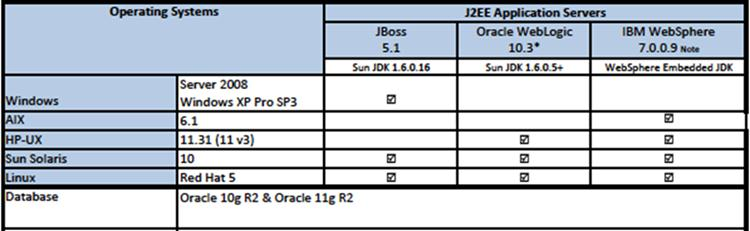 Operating Systems
J2EE Application Servers
JBoss
5.1
Oracle WebLogic
10.3*
IBM WebSphere
7.0.0.9 Note
Sun JDK 1.6.0.16
Sun JDK 1.6.0.5+
WebSphere Embedded JDK
Windows
Server 2008
Windows XP Pro SP3
☑
AIX
6.1
☑
HP-UX
11.31 (11 v3)
☑ ☑
Sun Solaris
10
☑ ☑ ☑
Linux
Red Hat 5
☑ ☑ ☑
Database
Oracle 10g R2 & Oracle 11g R2